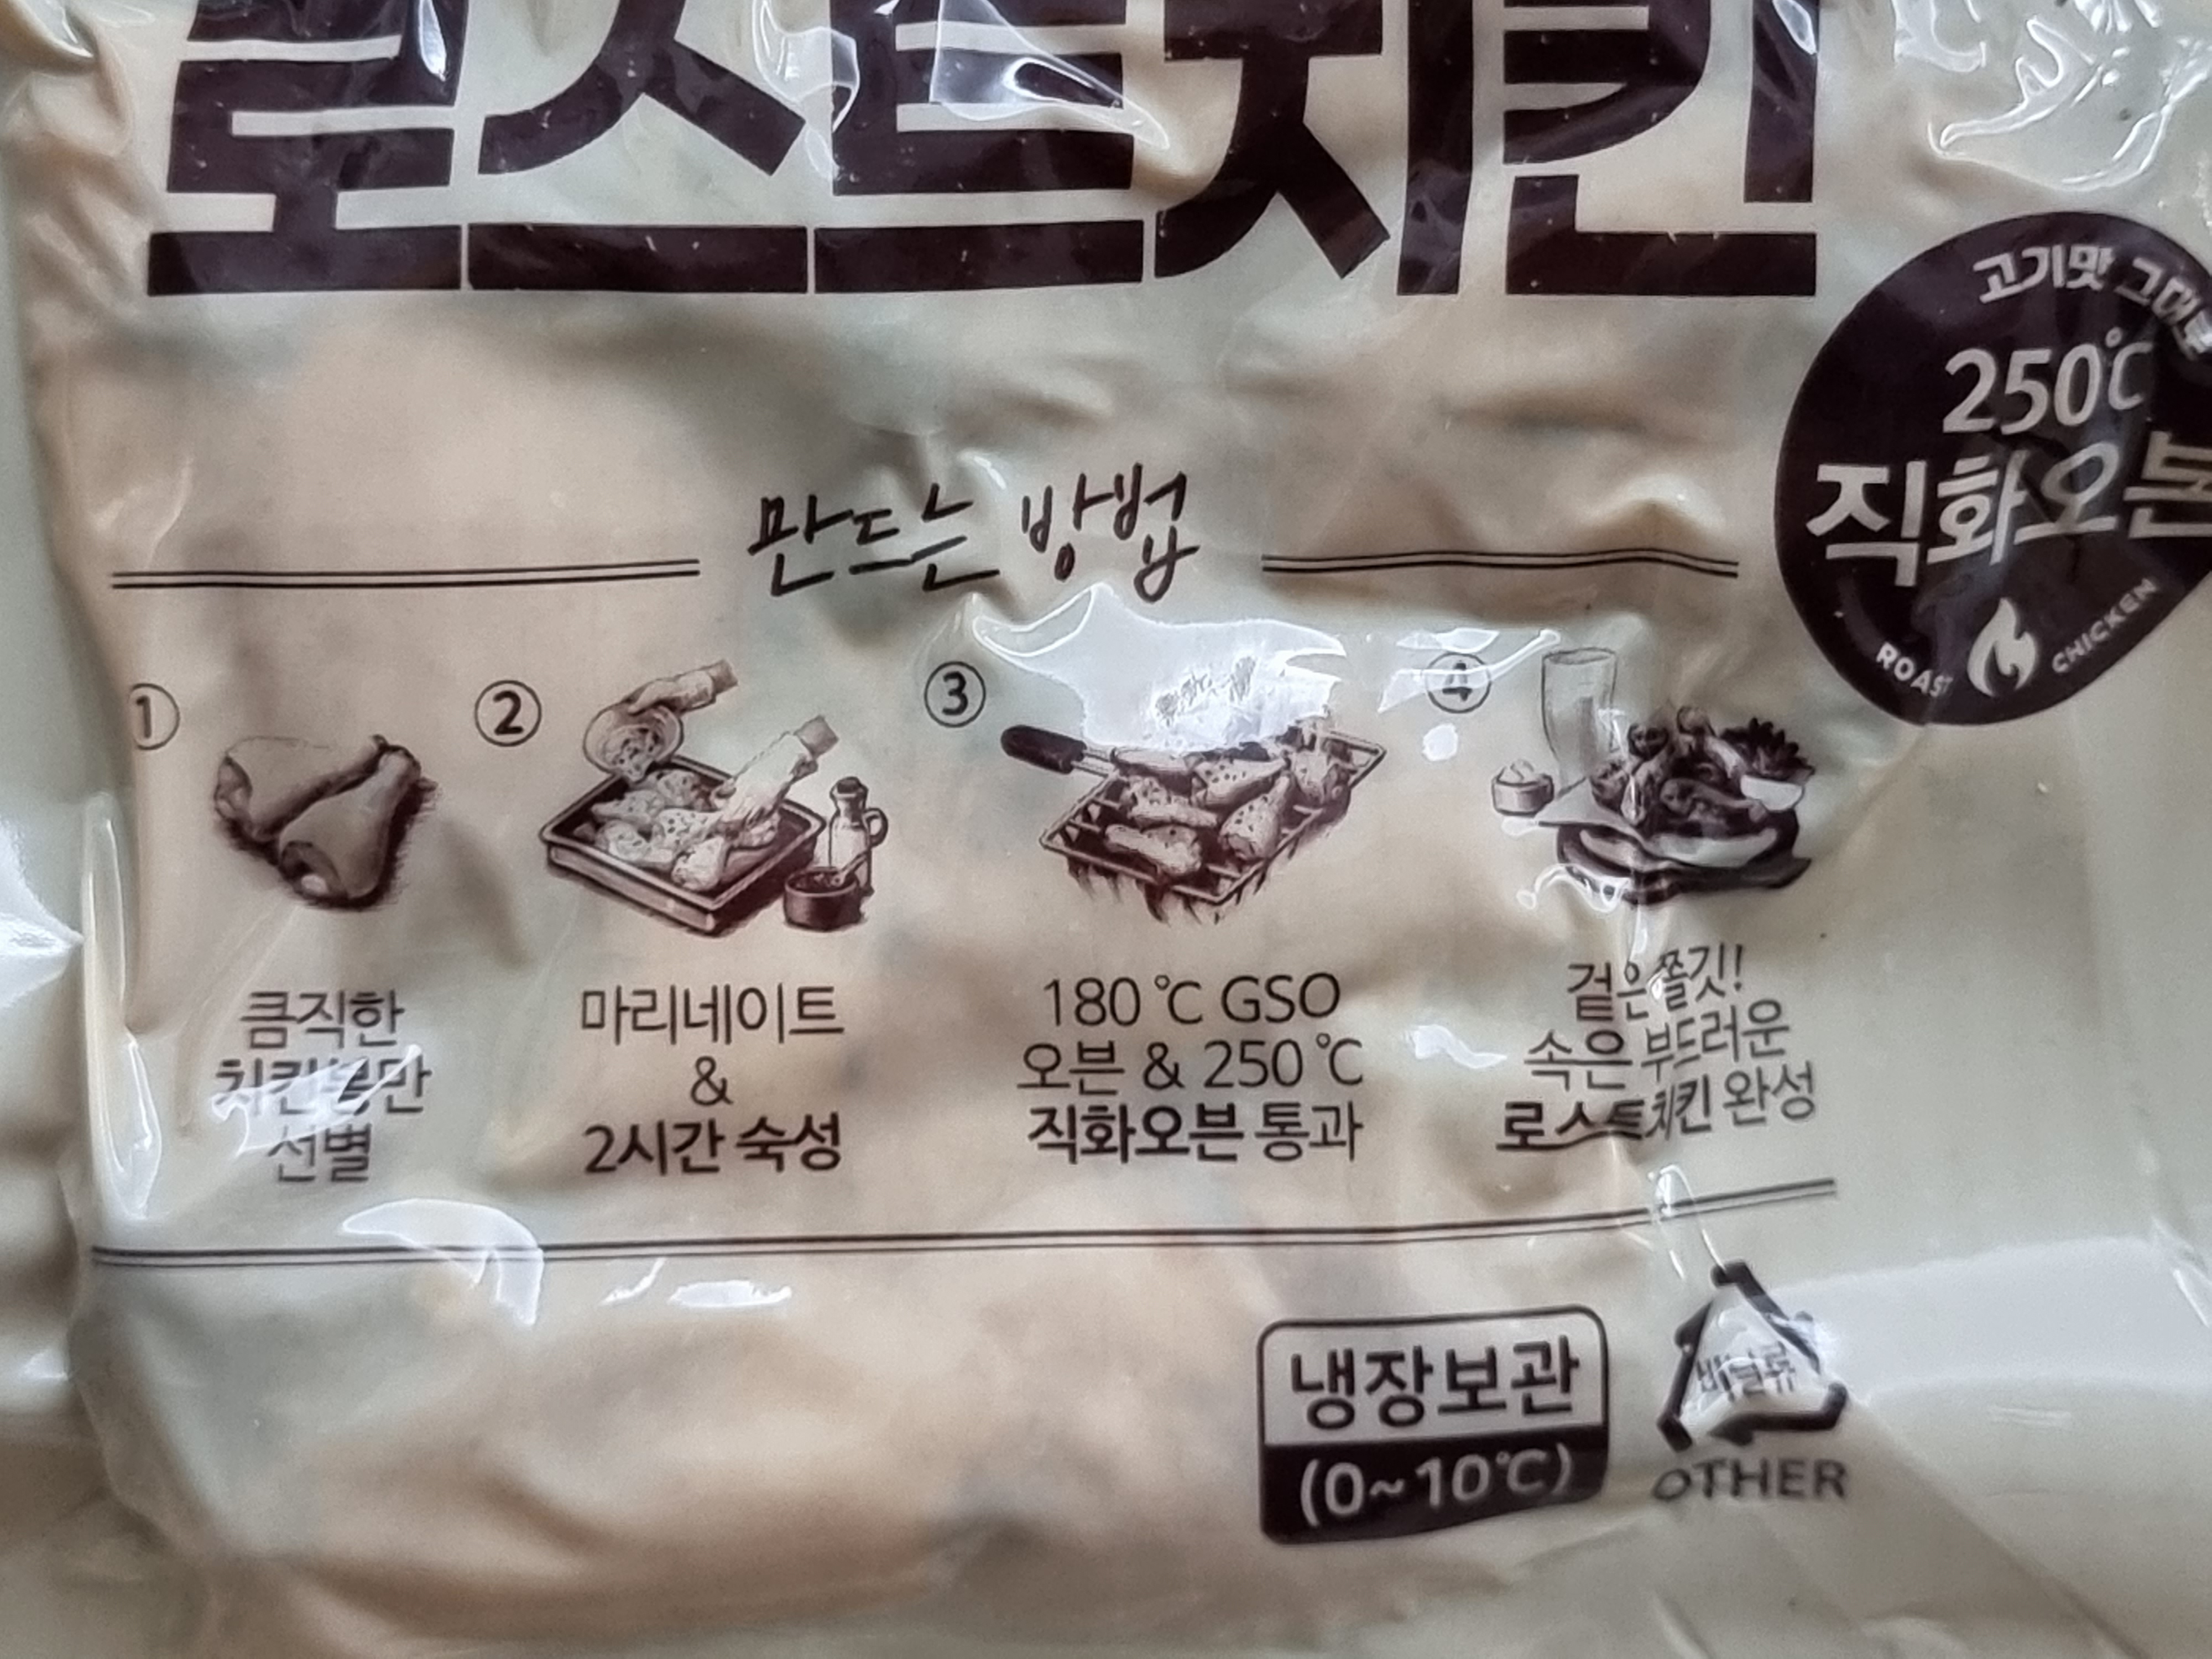 로스트치킨
고기맛 그대로
250℃
직화오븐
ROAST CHICKEN
만드는 방법
①
큼직한
치킨봉만
선별
②
마리네이트
&
2시간 숙성
③
180℃ GSO
오븐 & 250℃
직화오븐 통과
④
겉은 쫄깃!
속은 부드러운
로스트치킨 완성
냉장보관
(0~10℃)
비닐류
OTHER